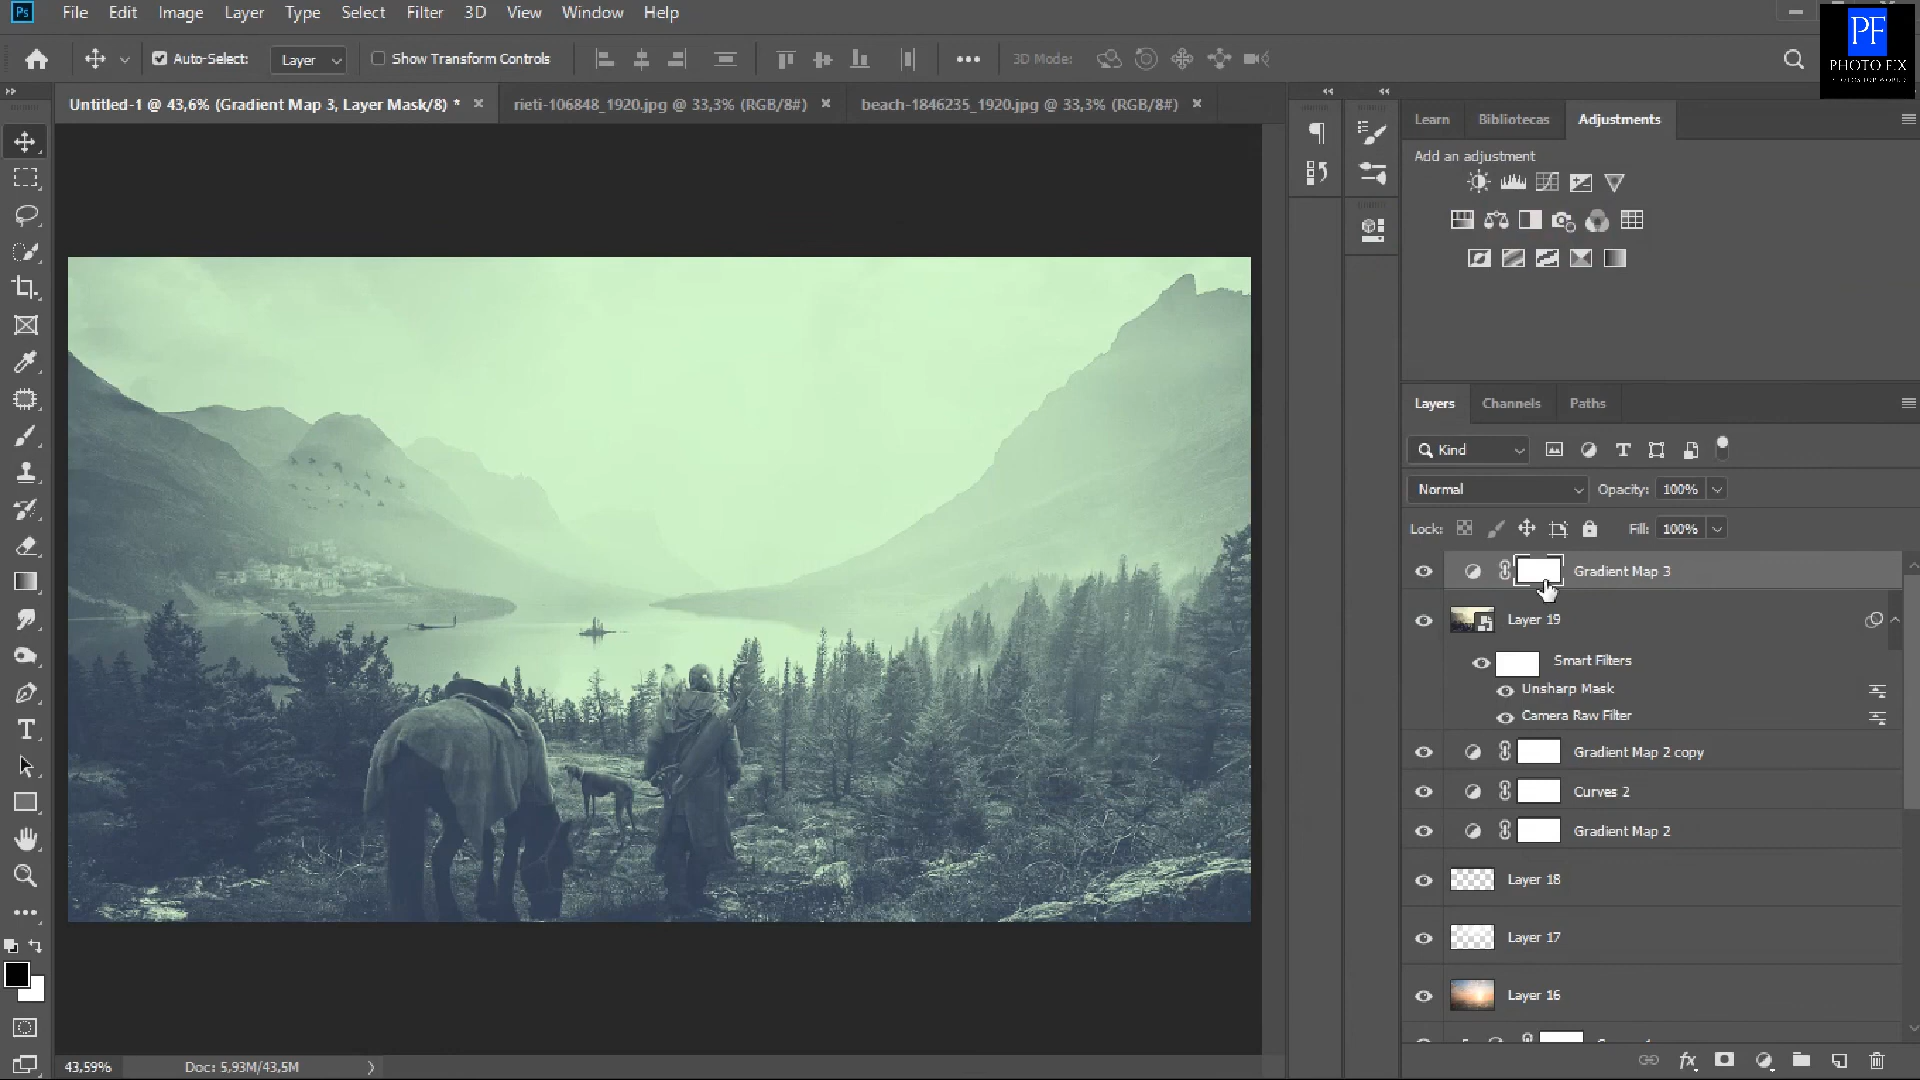 Ps File Edit Image Layer Type Select Filter 3D View Window Help
PF
PHOTO FIX
Auto-Select: Layer Show Transform Controls 3D Mode:
Untitled-1 @ 43,6% (Gradient Map 3, Layer Mask/8) * rieti-106848_1920.jpg @ 33,3% (RGB/8#) beach-1846235_1920.jpg @ 33,3% (RGB/8#)
Learn Bibliotecas Adjustments
Add an adjustment
Layers Channels Paths
Kind
Normal Opacity: 100%
Lock: Fill: 100%
Gradient Map 3
Layer 19
Smart Filters
Unsharp Mask
Camera Raw Filter
Gradient Map 2 copy
Curves 2
Gradient Map 2
Layer 18
Layer 17
Layer 16
fx
43,59% Doc: 5,93M/43,5M